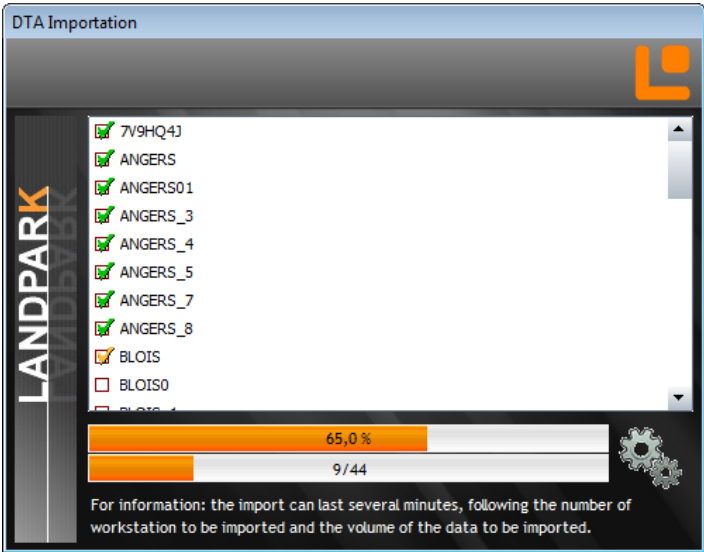 DTA Importation
LANDPARK
7V9HQ4J
ANGERS
ANGERS01
ANGERS_3
ANGERS_4
ANGERS_5
ANGERS_7
ANGERS_8
BLOIS
BLOIS0
65,0 %
9/44
For information: the import can last several minutes, following the number of
workstation to be imported and the volume of the data to be imported.